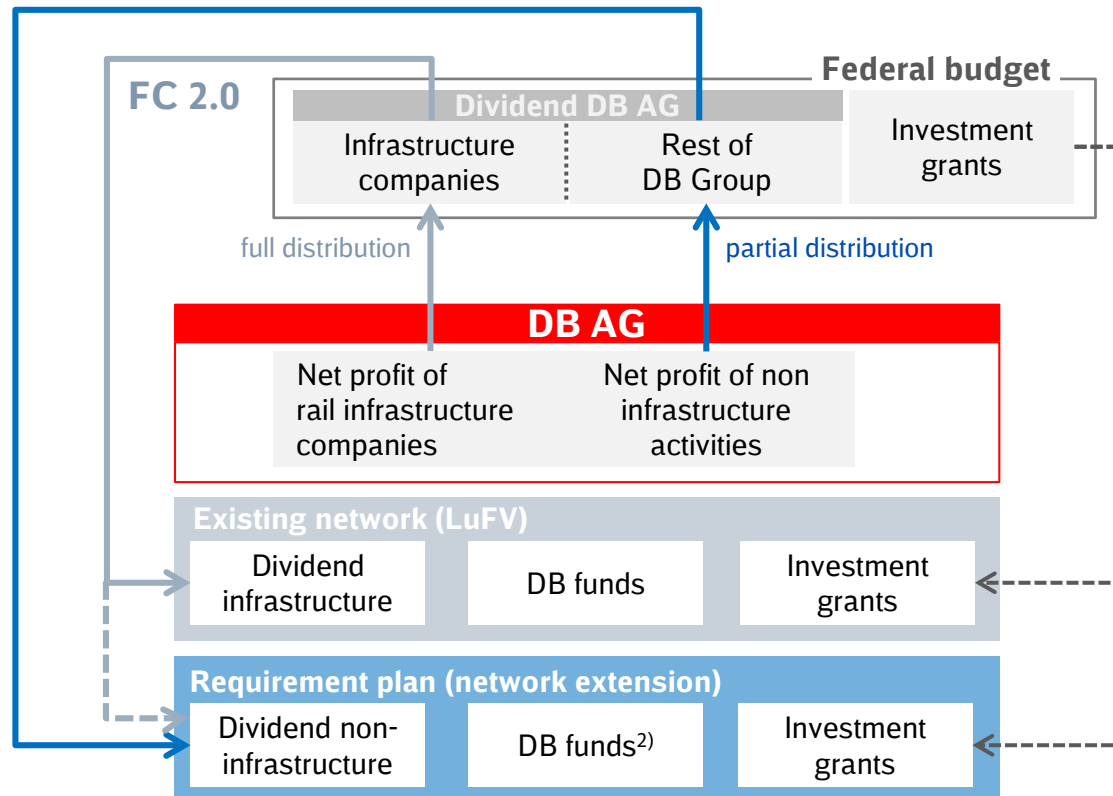 Federal budget
FC 2.0
Dividend DB AG
Infrastructure
companies
Rest of
DB Group
Investment
grants
full distribution
partial distribution
DB AG
Net profit of
rail infrastructure
companies
Net profit of non
infrastructure
activities
Existing network (LuFV)
Dividend
infrastructure
DB funds
Investment
grants
Requirement plan (network extension)
Dividend non-
infrastructure
DB funds²⁾
Investment
grants